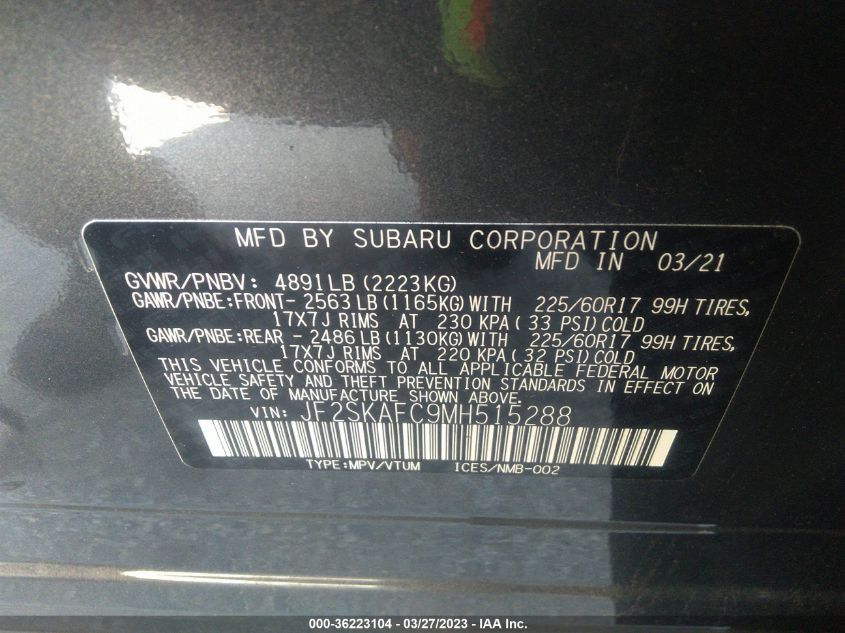 MFD BY SUBARU CORPORATION
MFD IN 03/21
GVWR/PNBV: 4891LB (2223KG)
GAWR/PNBE:FRONT- 2563 LB (1165KG) WITH 225/60R17 99H TIRES,
17X7J RIMS AT 230 KPA ( 33 PSI) COLD
GAWR/PNBE:REAR - 2486 LB (1130KG) WITH 225/60R17 99H TIRES,
17X7J RIMS AT 220 KPA ( 32 PSI) COLD
THIS VEHICLE CONFORMS TO ALL APPLICABLE FEDERAL MOTOR
VEHICLE SAFETY AND THEFT PREVENTION STANDARDS IN EFFECT ON
THE DATE OF MANUFACTURE SHOWN ABOVE.
VIN: JF2SKAFC9MH515288
TYPE:MPV/VTUM ICES/NMB-002
000-36223104 - 03/27/2023 - IAA Inc.